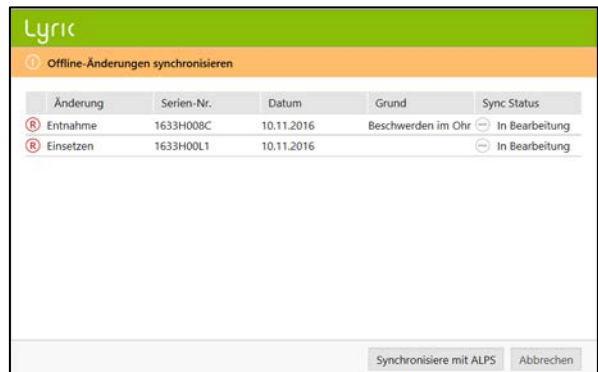 Lyric
Offline-Änderungen synchronisieren
Änderung Serien-Nr. Datum Grund Sync Status
R Entnahme 1633H008C 10.11.2016 Beschwerden im Ohr In Bearbeitung
R Einsetzen 1633H00L1 10.11.2016 In Bearbeitung
Synchronisiere mit ALPS Abbrechen